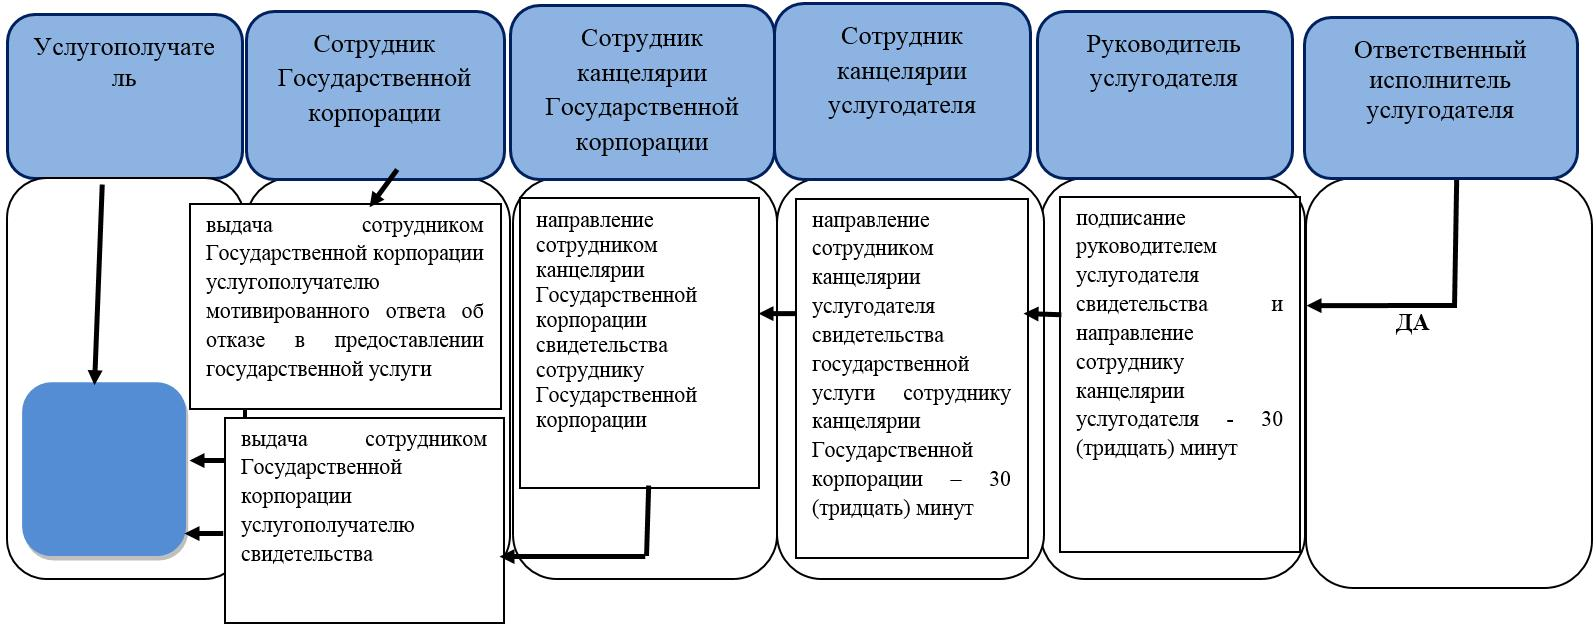 Услугополучате
ль
Сотрудник
Государственной
корпорации
Сотрудник
канцелярии
Государственной
корпорации
Сотрудник
канцелярии
услугодателя
Руководитель
услугодателя
Ответственный
исполнитель
услугодателя
выдача сотрудником
Государственной корпорации
услугополучателю
мотивированного ответа об
отказе в предоставлении
государственной услуги
выдача сотрудником
Государственной
корпорации
услугополучателю
свидетельства
направление
сотрудником
канцелярии
Государственной
корпорации
свидетельства
сотруднику
Государственной
корпорации
направление
сотрудником
канцелярии
услугодателя
свидетельства
государственной
услуги сотруднику
канцелярии
Государственной
корпорации – 30
(тридцать) минут
подписание
руководителем
услугодателя
свидетельства и
направление
сотруднику
канцелярии
услугодателя - 30
(тридцать) минут
ДА